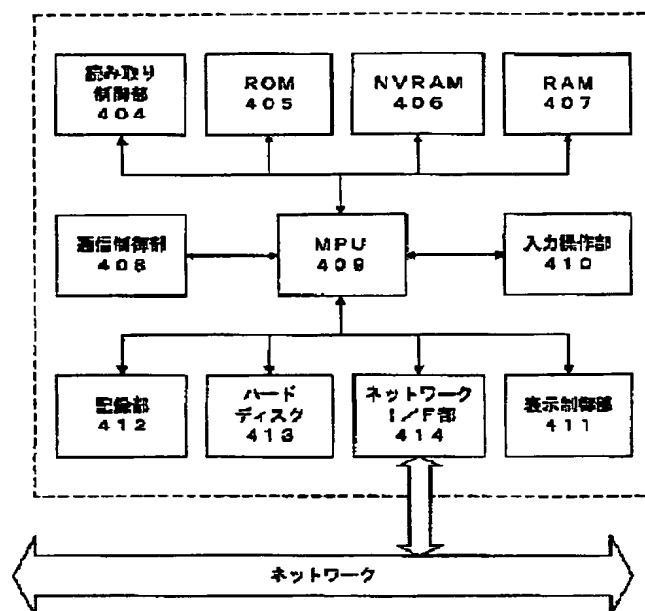 読み取り
制御部
404
ROM
405
NVRAM
406
RAM
407
通信制御部
408
MPU
409
入力操作部
410
記録部
412
ハード
ディスク
413
ネットワーク
I/F部
414
表示制御部
411
ネットワーク